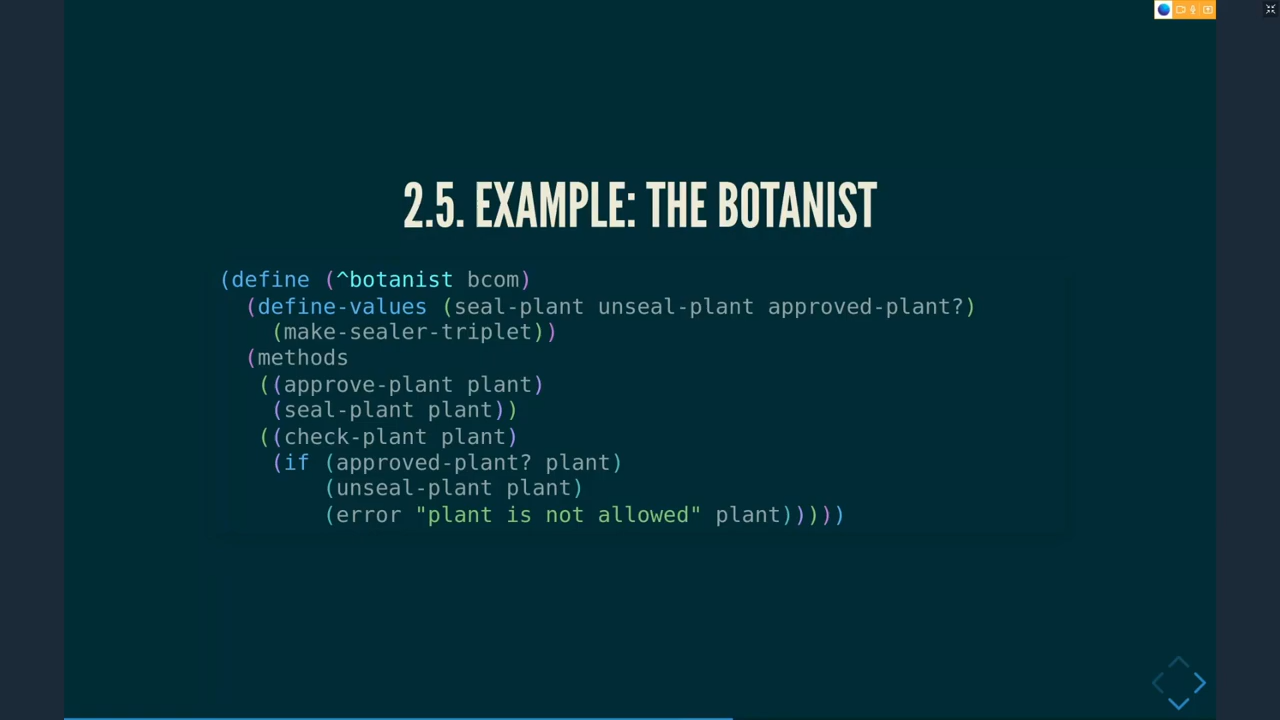 2.5. EXAMPLE: THE BOTANIST
(define (^botanist bcom)
  (define-values (seal-plant unseal-plant approved-plant?)
    (make-sealer-triplet))
  (methods
   ((approve-plant plant)
    (seal-plant plant))
   ((check-plant plant)
    (if (approved-plant? plant)
        (unseal-plant plant)
        (error "plant is not allowed" plant)))))